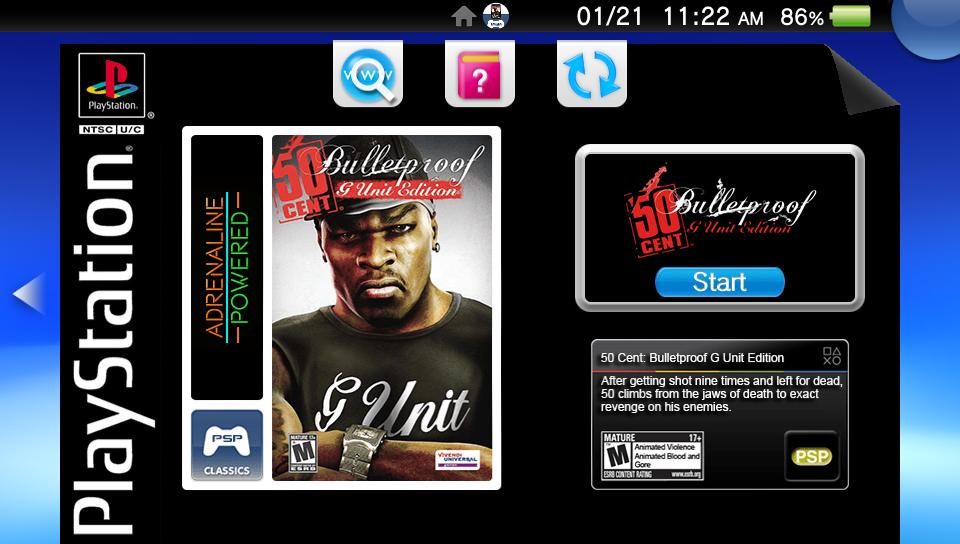 01/21 11:22 AM 86%
PlayStation®
NTSC U/C
PlayStation®
WWW
?
ADRENALINE
POWERED
PSP
CLASSICS
50
CENT
Bulletproof
G Unit Edition
G Unit
MATURE 17+
M
ESRB
VIVENDI
UNIVERSAL
games
50
CENT
Bulletproof
G Unit Edition
Start
50 Cent: Bulletproof G Unit Edition
After getting shot nine times and left for dead,
50 climbs from the jaws of death to exact
revenge on his enemies.
MATURE 17+
M
Animated Violence
Animated Blood and
Gore
ESRB CONTENT RATING www.esrb.org
PSP